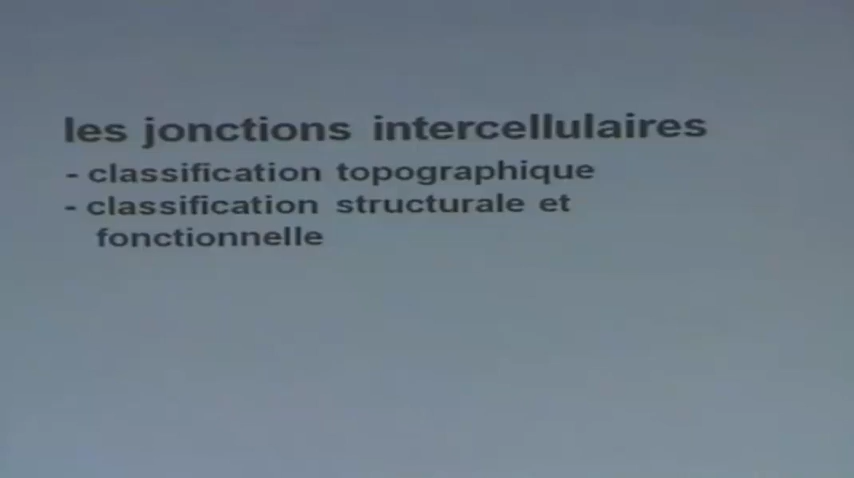 les jonctions intercellulaires
- classification topographique
- classification structurale et
fonctionnelle